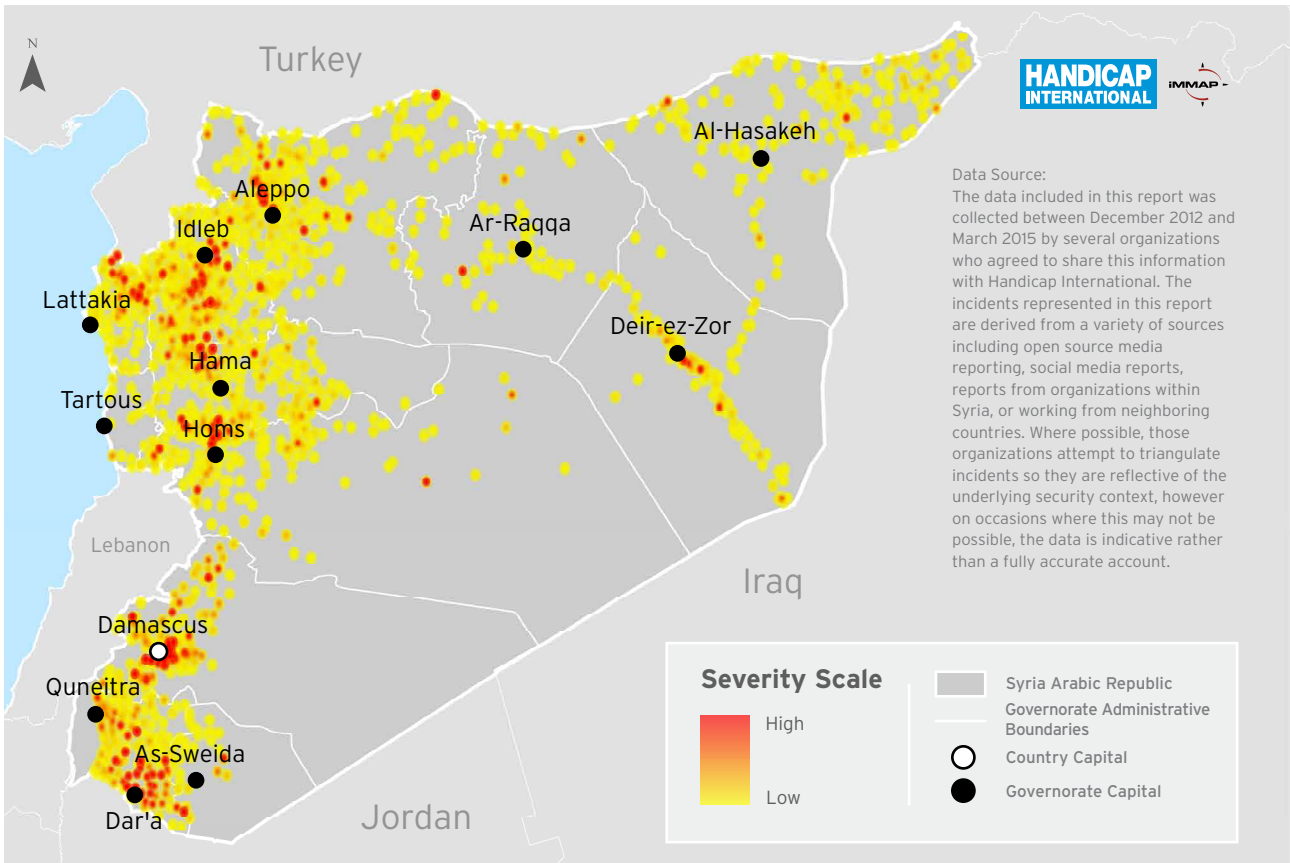 N
Turkey
HANDICAP
INTERNATIONAL
iMMAP
Al-Hasakeh
Aleppo
Idleb
Ar-Raqqa
Lattakia
Deir-ez-Zor
Hama
Tartous
Homs
Lebanon
Iraq
Damascus
Quneitra
As-Sweida
Dar'a
Jordan
Data Source:
The data included in this report was
collected between December 2012 and
March 2015 by several organizations
who agreed to share this information
with Handicap International. The
incidents represented in this report
are derived from a variety of sources
including open source media
reporting, social media reports,
reports from organizations within
Syria, or working from neighboring
countries. Where possible, those
organizations attempt to triangulate
incidents so they are reflective of the
underlying security context, however
on occasions where this may not be
possible, the data is indicative rather
than a fully accurate account.
Severity Scale
High
Low
Syria Arabic Republic
Governorate Administrative
Boundaries
Country Capital
Governorate Capital